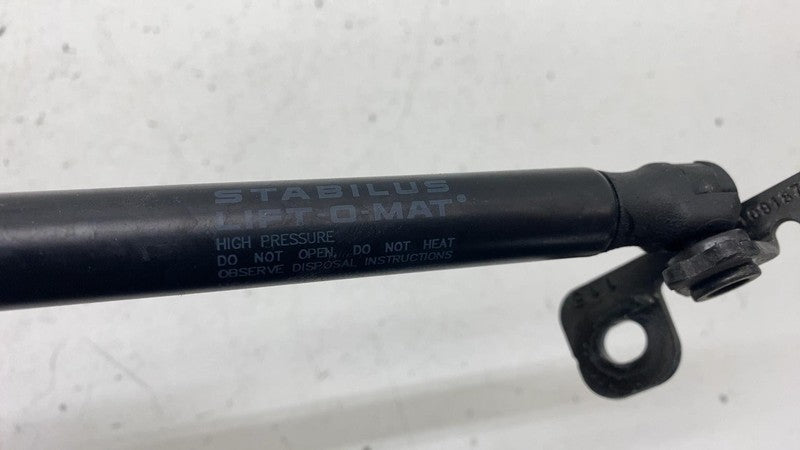 STABILUS
LIFT-O-MAT®
HIGH PRESSURE
DO NOT OPEN, DO NOT HEAT
OBSERVE DISPOSAL INSTRUCTIONS